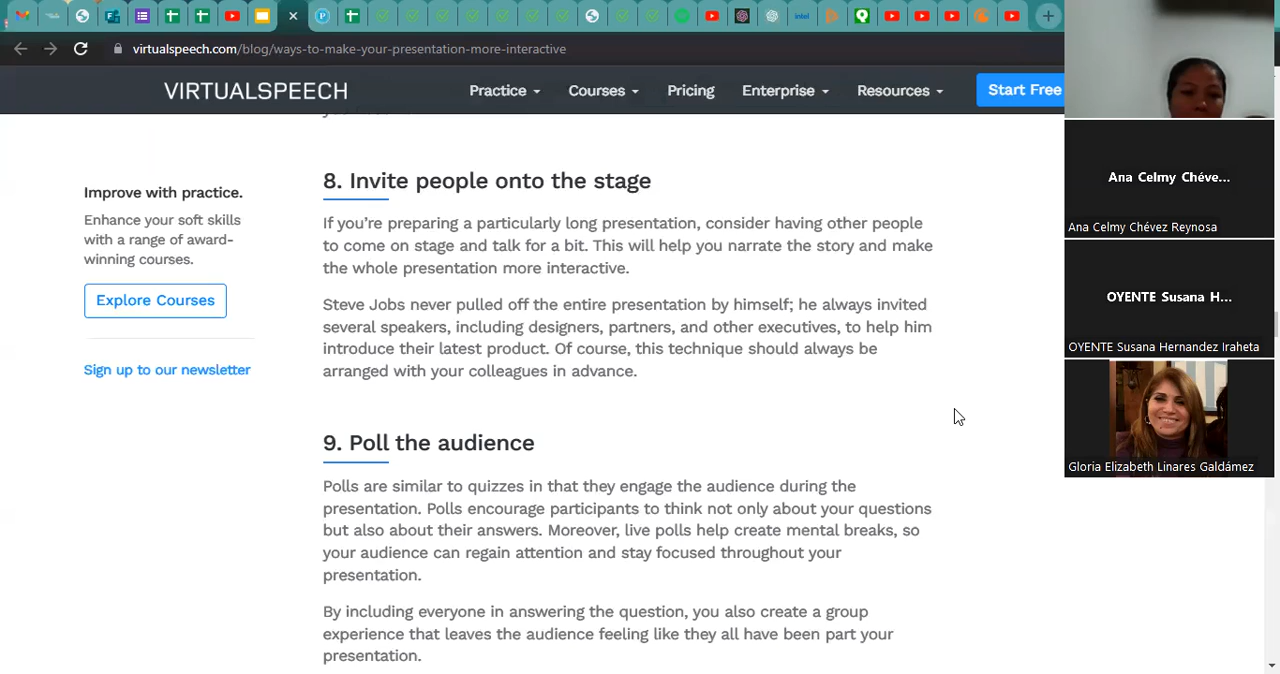 virtualspeech.com/blog/ways-to-make-your-presentation-more-interactive
VIRTUALSPEECH
Practice
Courses
Pricing
Enterprise
Resources
Start Free
Improve with practice.
Enhance your soft skills
with a range of award-
winning courses.
Explore Courses
Sign up to our newsletter
8. Invite people onto the stage
If you’re preparing a particularly long presentation, consider having other people
to come on stage and talk for a bit. This will help you narrate the story and make
the whole presentation more interactive.
Steve Jobs never pulled off the entire presentation by himself; he always invited
several speakers, including designers, partners, and other executives, to help him
introduce their latest product. Of course, this technique should always be
arranged with your colleagues in advance.
9. Poll the audience
Polls are similar to quizzes in that they engage the audience during the
presentation. Polls encourage participants to think not only about your questions
but also about their answers. Moreover, live polls help create mental breaks, so
your audience can regain attention and stay focused throughout your
presentation.
By including everyone in answering the question, you also create a group
experience that leaves the audience feeling like they all have been part your
presentation.
Ana Celmy Chéve...
Ana Celmy Chévez Reynosa
OYENTE Susana H...
OYENTE Susana Hernandez Iraheta
Gloria Elizabeth Linares Galdámez